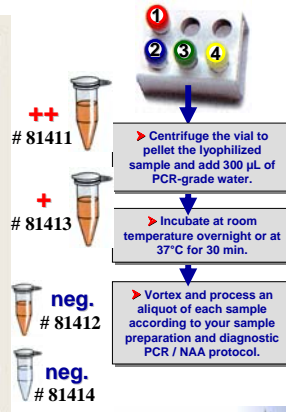 1
2 3 4
++
# 81411
+
# 81413
neg.
# 81412
neg.
# 81414
➤ Centrifuge the vial to
pellet the lyophilized
sample and add 300 µL of
PCR-grade water.
➤ Incubate at room
temperature overnight or at
37°C for 30 min.
➤ Vortex and process an
aliquot of each sample
according to your sample
preparation and diagnostic
PCR / NAA protocol.